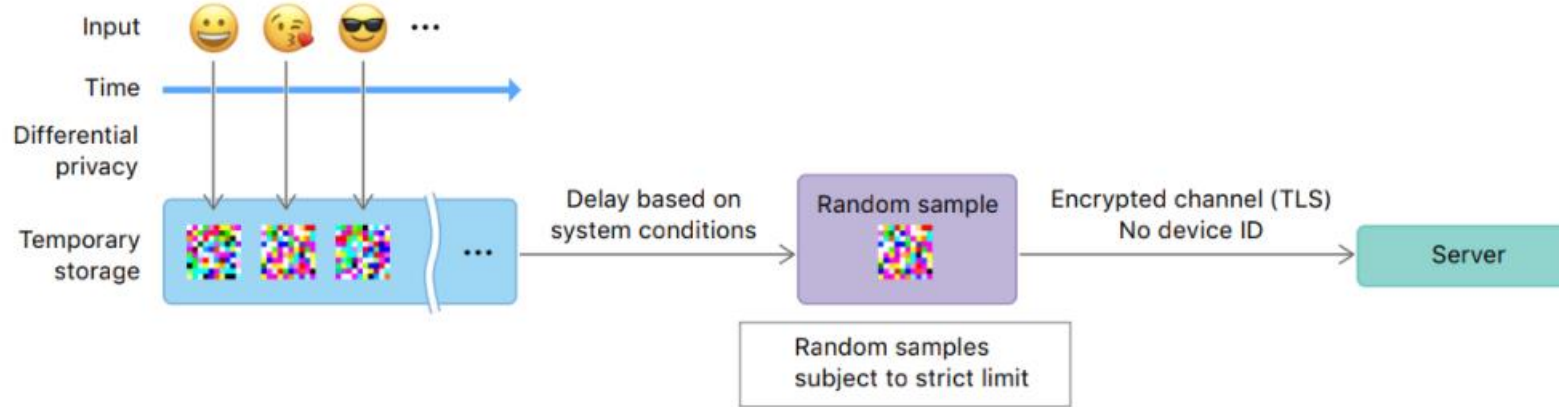 Input
...
Time
Differential
privacy
Temporary
storage
...
Delay based on
system conditions
Random sample
Encrypted channel (TLS)
No device ID
Server
Random samples
subject to strict limit